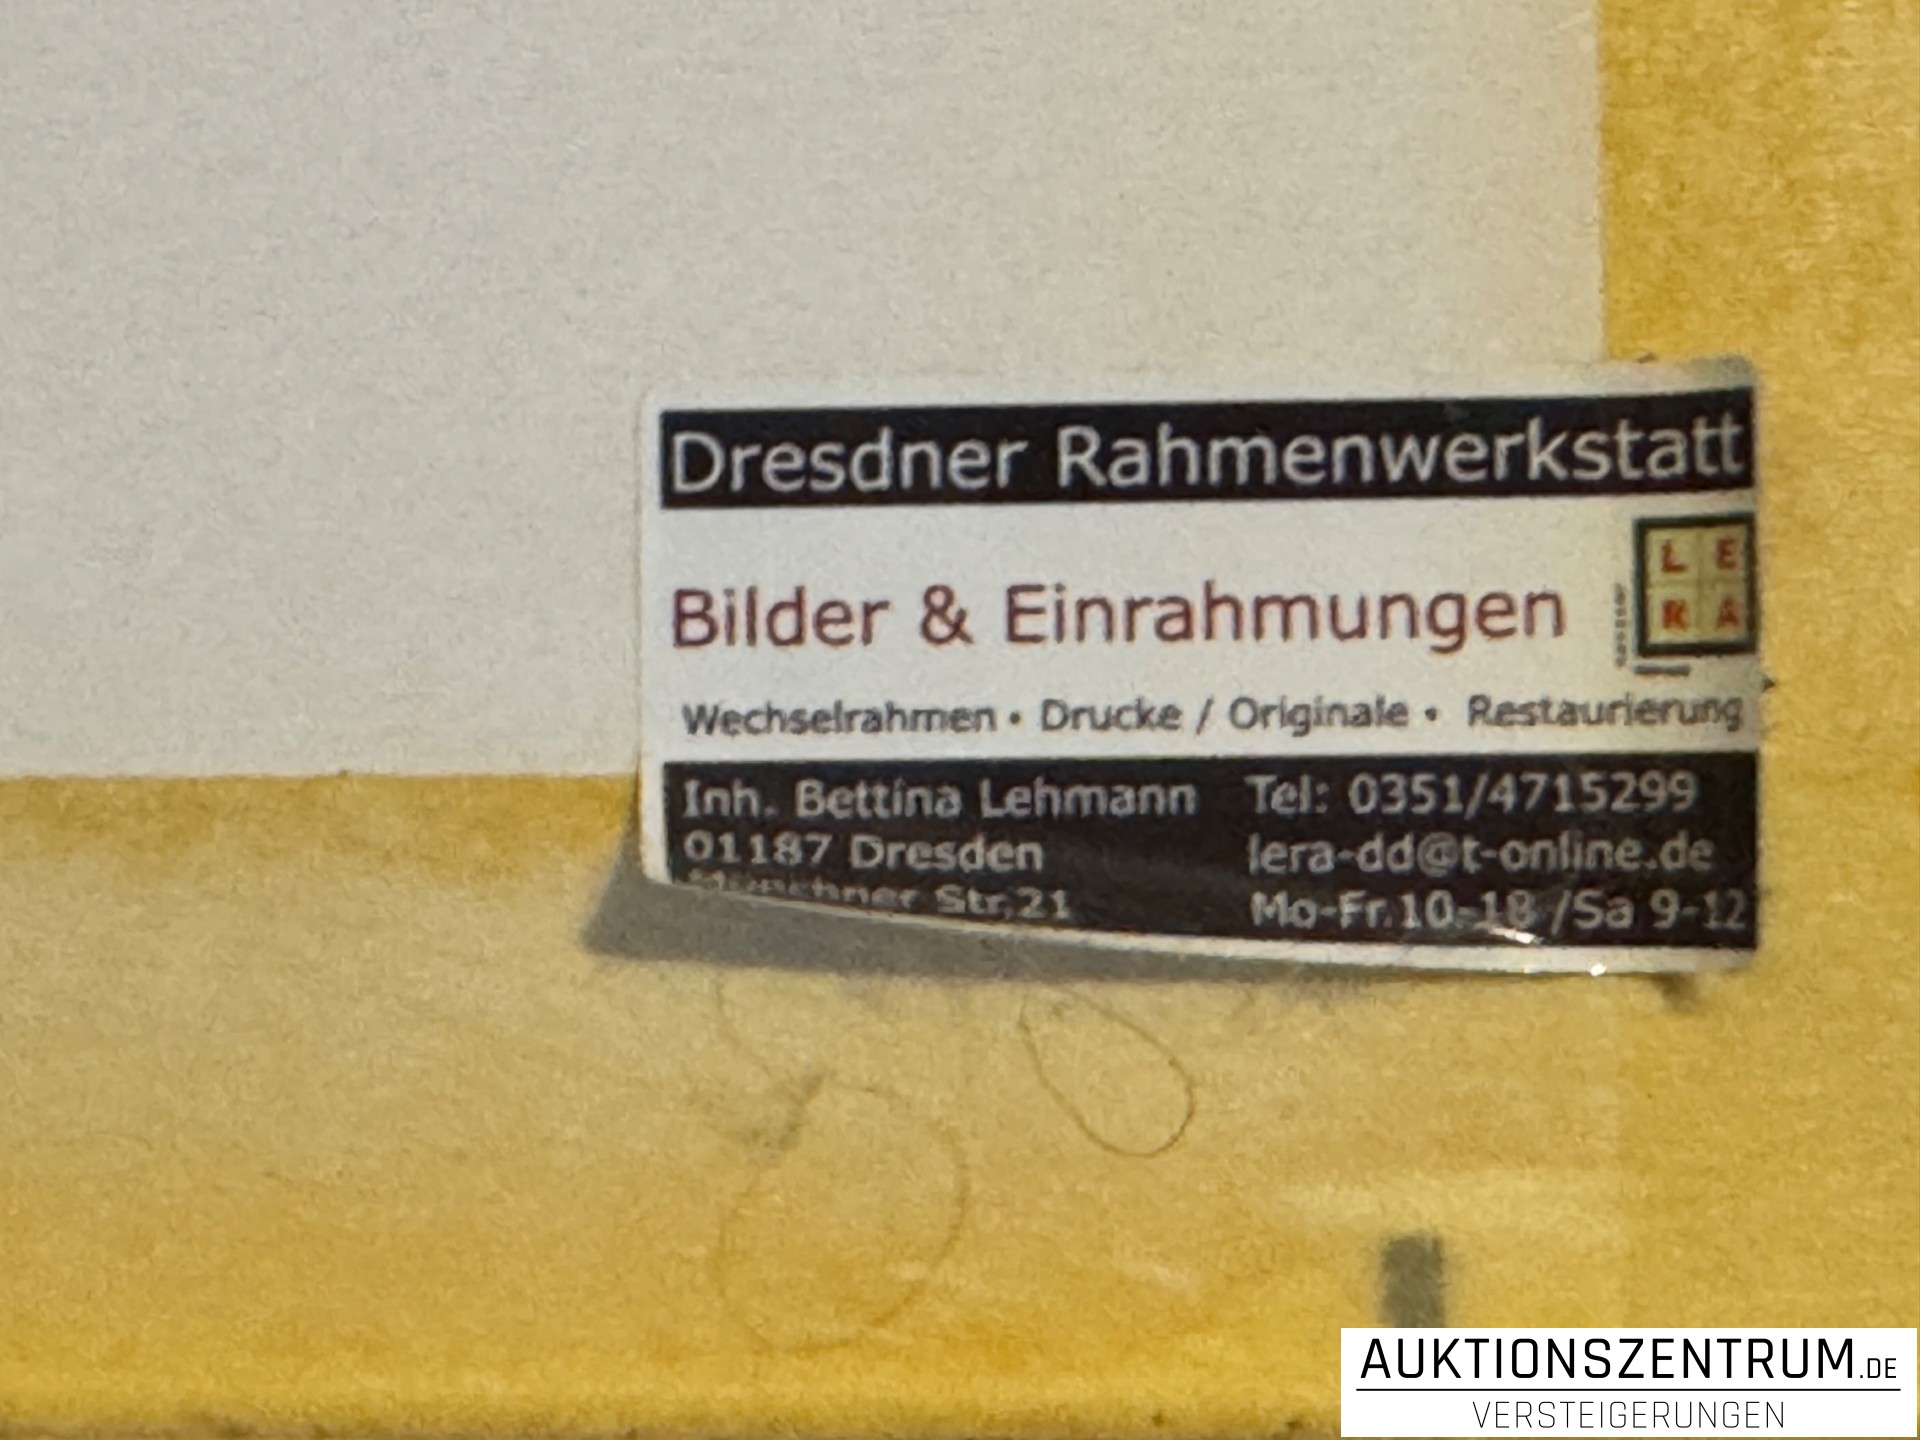 Dresdner Rahmenwerkstatt
L E
R A
Bilder & Einrahmungen
Wechselrahmen • Drucke / Originale • Restaurierung
Inh. Bettina Lehmann Tel: 0351/4715299
01187 Dresden lera-dd@t-online.de
Münchner Str.21 Mo-Fr.10-18 /Sa 9-12
AUKTIONSZENTRUM.DE
VERSTEIGERUNGEN